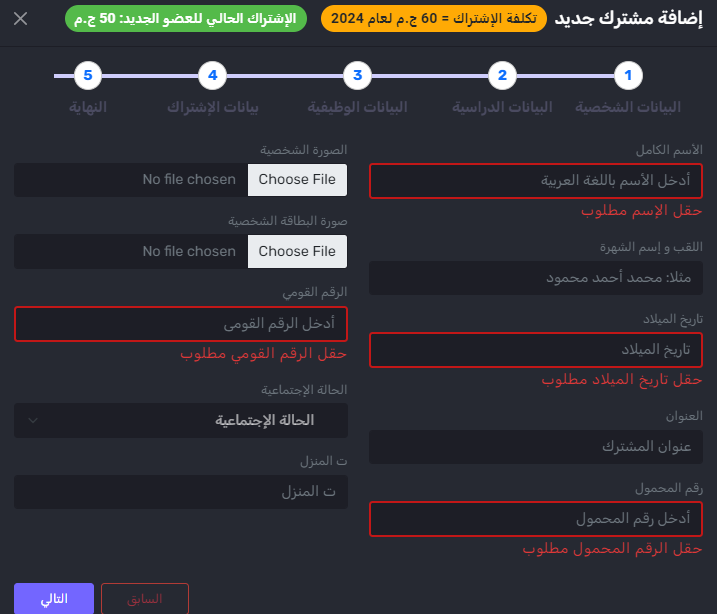 إضافة مشترك جديد
تكلفة الإشتراك = 60 ج.م لعام 2024
الإشتراك الحالي للعضو الجديد: 50 ج.م
1
البيانات الشخصية
2
البيانات الدراسية
3
البيانات الوظيفية
4
بيانات الإشتراك
5
النهاية
الأسم الكامل
أدخل الأسم باللغة العربية
حقل الإسم مطلوب
اللقب و إسم الشهرة
مثلا: محمد أحمد محمود
تاريخ الميلاد
تاريخ الميلاد
حقل تاريخ الميلاد مطلوب
العنوان
عنوان المشترك
رقم المحمول
أدخل رقم المحمول
حقل الرقم المحمول مطلوب
الصورة الشخصية
Choose File No file chosen
صورة البطاقة الشخصية
Choose File No file chosen
الرقم القومي
أدخل الرقم القومى
حقل الرقم القومي مطلوب
الحالة الإجتماعية
الحالة الإجتماعية
ت المنزل
ت المنزل
السابق
التالي